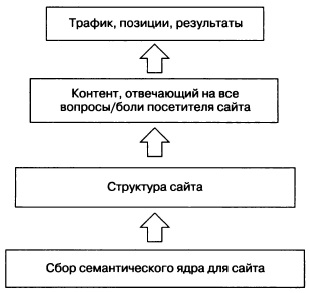 Трафик, позиции, результаты
Контент, отвечающий на все
вопросы/боли посетителя сайта
Структура сайта
Сбор семантического ядра для сайта